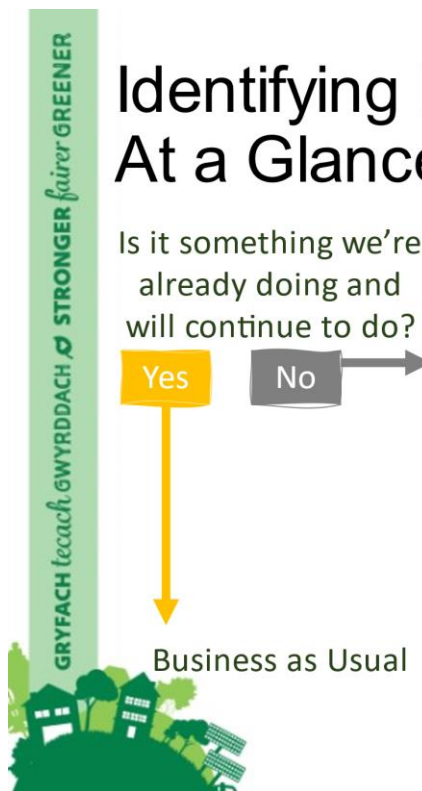 GRYFACH tecach GWYRDDACH STRONGER fairer GREENER
Identifying
At a Glance
Is it something we're
already doing and
will continue to do?
Yes
No
Business as Usual